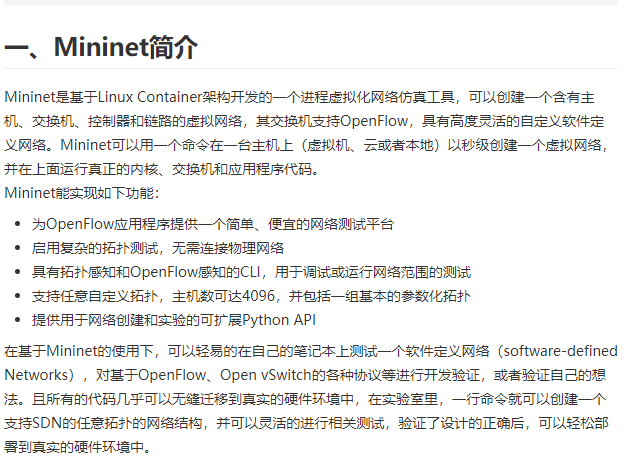 一、Mininet简介
Mininet是基于Linux Container架构开发的一个进程虚拟化网络仿真工具，可以创建一个含有主
机、交换机、控制器和链路的虚拟网络，其交换机支持OpenFlow，具有高度灵活的自定义软件定
义网络。Mininet可以用一个命令在一台主机上（虚拟机、云或者本地）以秒级创建一个虚拟网络，
并在上面运行真正的内核、交换机和应用程序代码。
Mininet能实现如下功能：
• 为OpenFlow应用程序提供一个简单、便宜的网络测试平台
• 启用复杂的拓扑测试，无需连接物理网络
• 具有拓扑感知和OpenFlow感知的CLI，用于调试或运行网络范围的测试
• 支持任意自定义拓扑，主机数可达4096，并包括一组基本的参数化拓扑
• 提供用于网络创建和实验的可扩展Python API
在基于Mininet的使用下，可以轻易的在自己的笔记本上测试一个软件定义网络（software-defined
Networks），对基于OpenFlow、Open vSwitch的各种协议等进行开发验证，或者验证自己的想
法。且所有的代码几乎可以无缝迁移到真实的硬件环境中，在实验室里，一行命令就可以创建一个
支持SDN的任意拓扑的网络结构，并可以灵活的进行相关测试，验证了设计的正确后，可以轻松部
署到真实的硬件环境中。